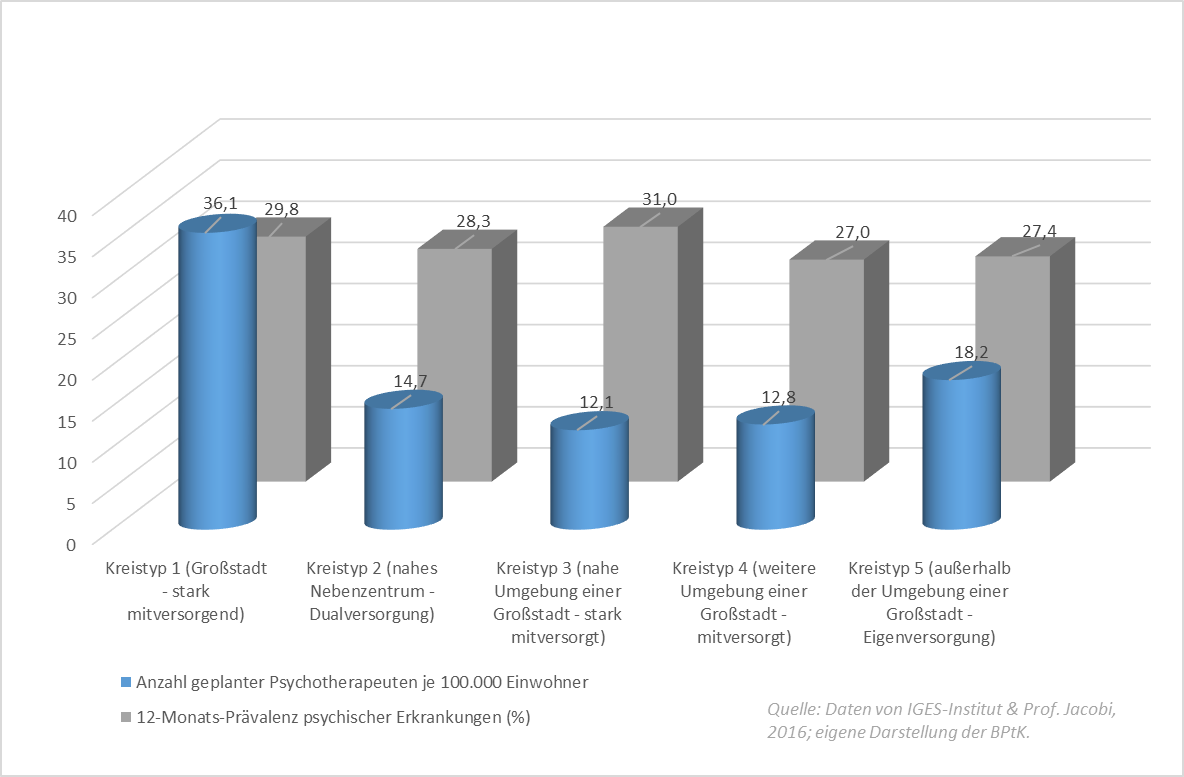 36,1
29,8
28,3
31,0
27,0
27,4
14,7
12,1
12,8
18,2
40
35
30
25
20
15
10
5
0
Kreistyp 1 (Großstadt
- stark
mitversorgend)
Kreistyp 2 (nahes
Nebenzentrum -
Dualversorgung)
Kreistyp 3 (nahe
Umgebung einer
Großstadt - stark
mitversorgt)
Kreistyp 4 (weitere
Umgebung einer
Großstadt -
mitversorgt)
Kreistyp 5 (außerhalb
der Umgebung einer
Großstadt -
Eigenversorgung)
Anzahl geplanter Psychotherapeuten je 100.000 Einwohner
12-Monats-Prävalenz psychischer Erkrankungen (%)
Quelle: Daten von IGES-Institut & Prof. Jacobi,
2016; eigene Darstellung der BPtK.